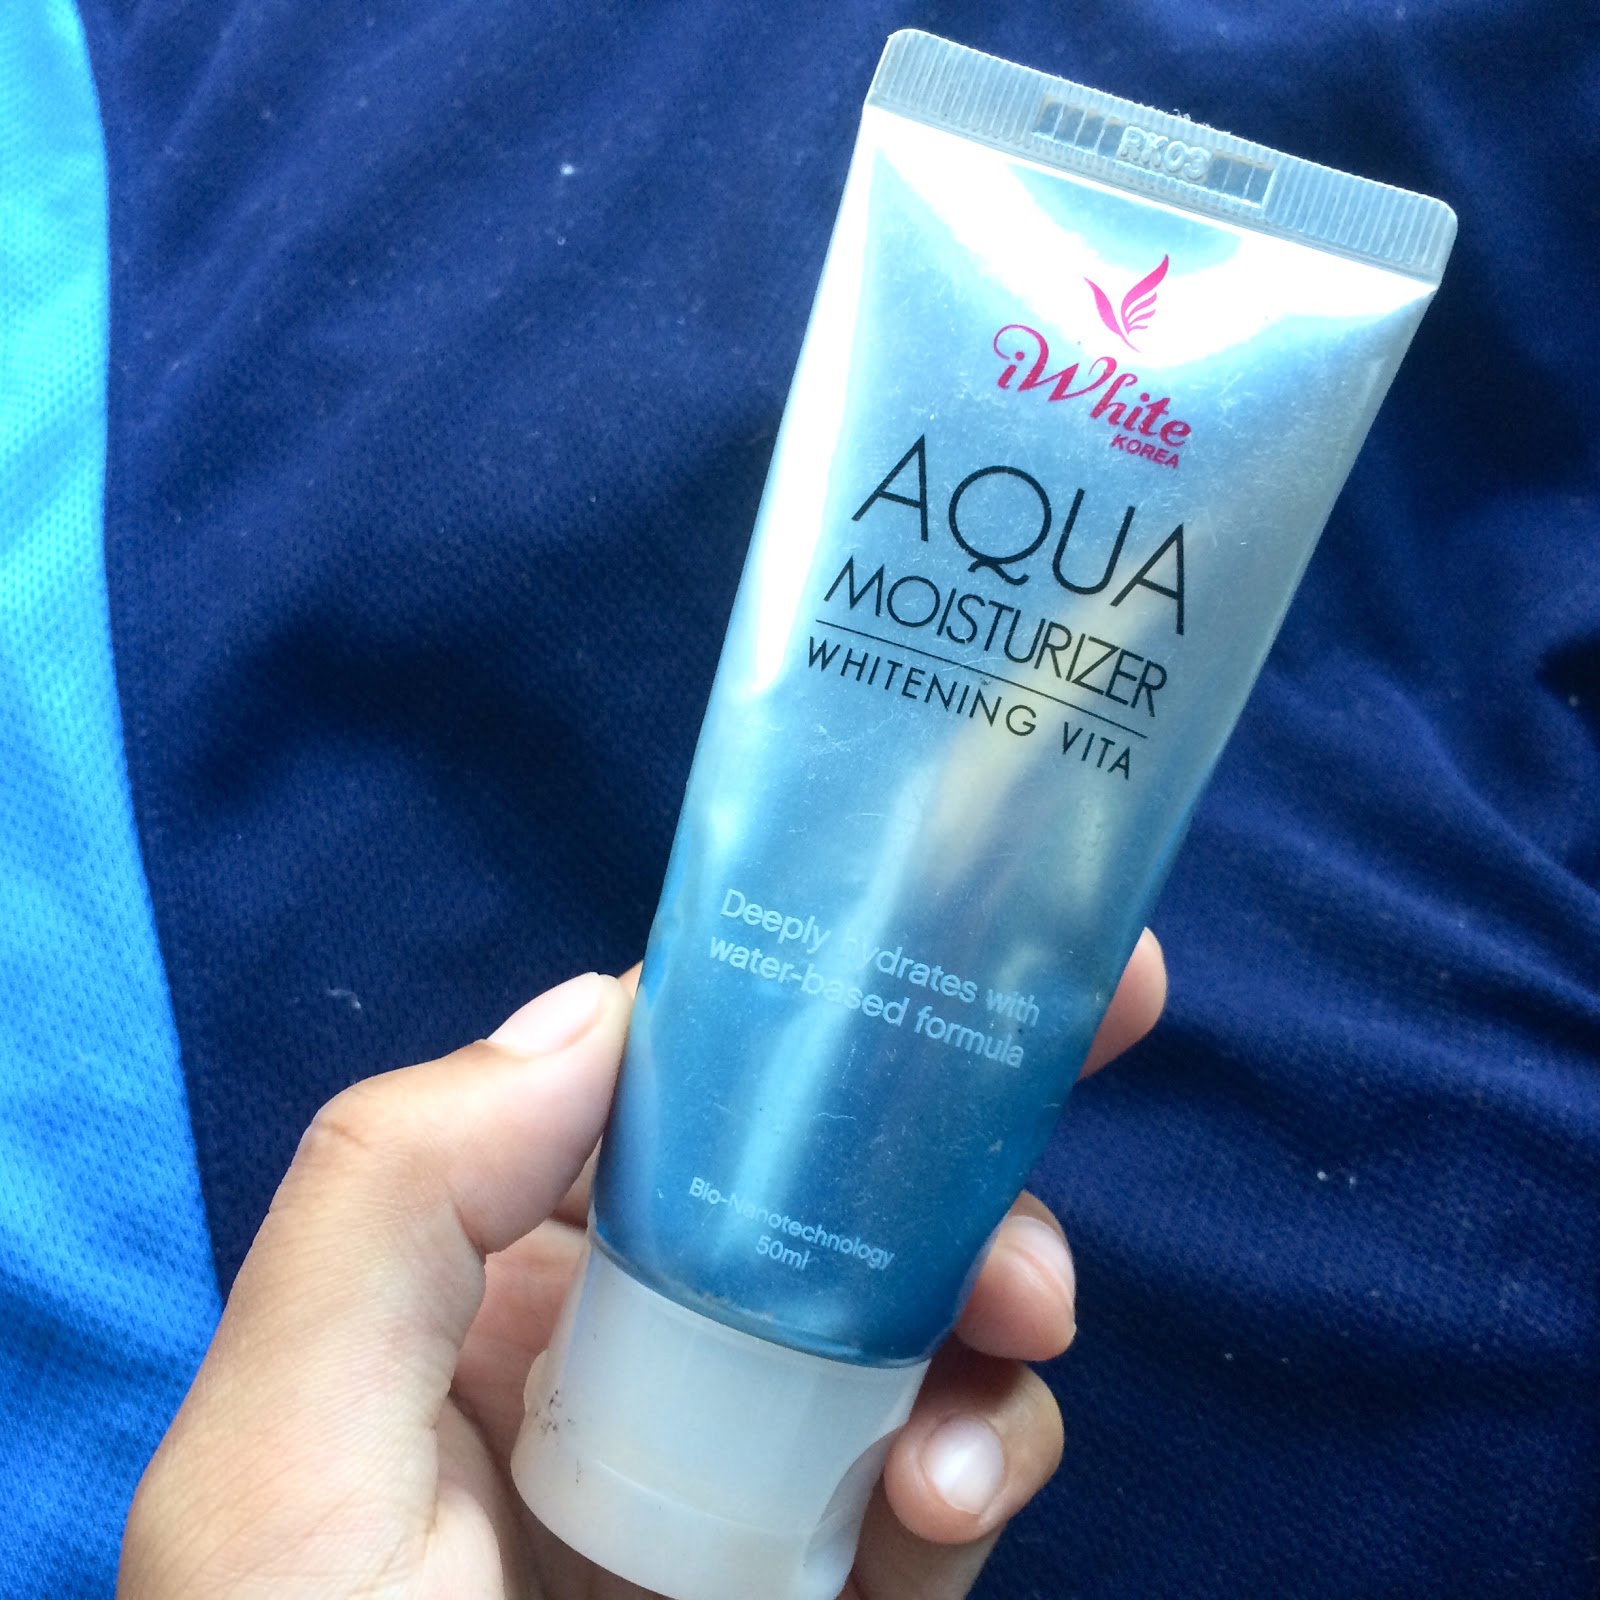 RK03
iWhite
KOREA
AQUA
MOISTURIZER
WHITENING VITA
Deeply hydrates with
water-based formula
Bio-Nanotechnology
50ml